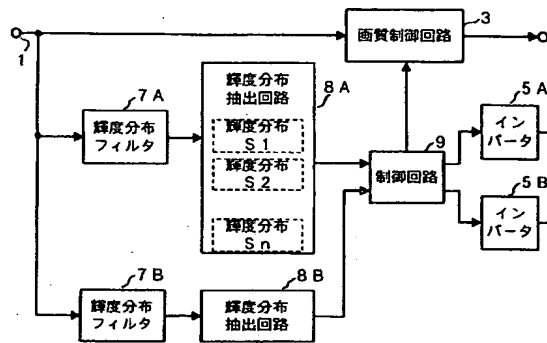 1
画質制御回路
3
7A
輝度分布
フィルタ
輝度分布
抽出回路
8A
輝度分布
S1
輝度分布
S2
輝度分布
Sn
9
制御回路
5A
イン
バータ
5B
イン
バータ
7B
輝度分布
フィルタ
8B
輝度分布
抽出回路